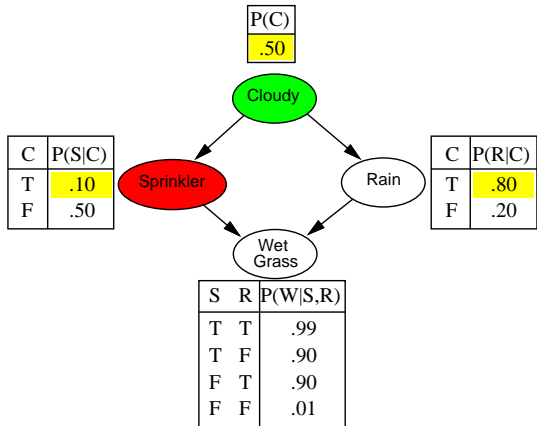 P(C)
.50
Cloudy
C P(S|C)
T .10
F .50
Sprinkler
Rain
C P(R|C)
T .80
F .20
Wet
Grass
S R P(W|S,R)
T T .99
T F .90
F T .90
F F .01